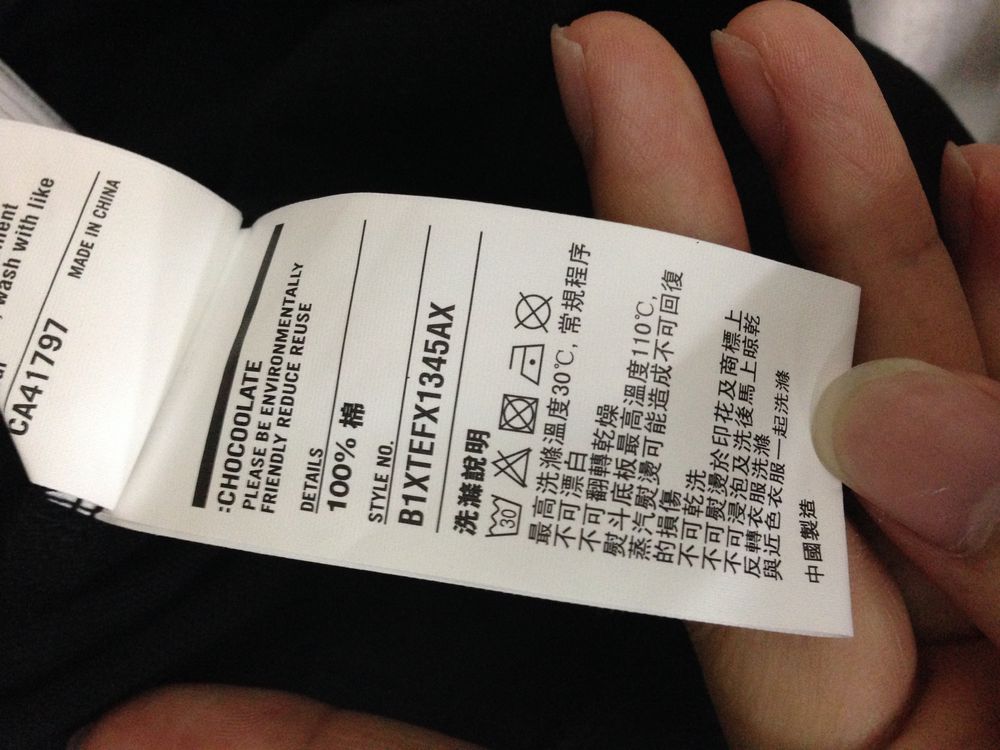 wash with like
CA41797
MADE IN CHINA
:CHOCOOLATE
PLEASE BE ENVIRONMENTALLY
FRIENDLY REDUCE REUSE
DETAILS
100% 棉
STYLE NO.
B1XTEFX1345AX
洗滌說明
30
最高洗滌溫度30℃, 常規程序
不可漂白
不可翻轉乾燥
熨斗底板最高溫度110℃,
蒸汽熨燙可能造成不可回復
的損傷
不可乾洗
不可熨燙於印花及商標上
不可浸泡及洗後馬上晾乾
反轉衣服洗滌
與近色衣服一起洗滌
中國製造